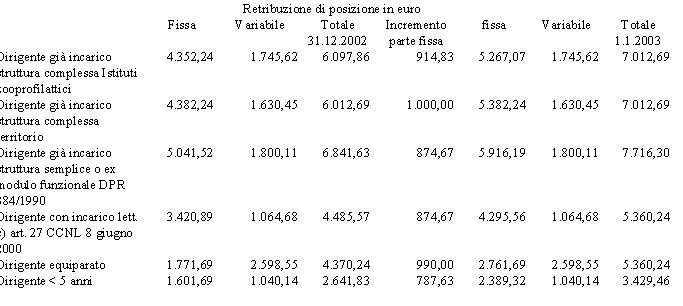 Retribuzione di posizione in euro
Fissa Variabile Totale Incremento fissa Variabile Totale
31.12.2002 parte fissa 1.1.2003
Dirigente già incarico 4.352,24 1.745,62 6.097,86 914,83 5.267,07 1.745,62 7.012,69
struttura complessa Istituti
zooprofilattici
Dirigente già incarico 4.382,24 1.630,45 6.012,69 1.000,00 5.382,24 1.630,45 7.012,69
struttura complessa
territorio
Dirigente già incarico 5.041,52 1.800,11 6.841,63 874,67 5.916,19 1.800,11 7.716,30
struttura semplice o ex
modulo funzionale DPR
384/1990
Dirigente con incarico lett. 3.420,89 1.064,68 4.485,57 874,67 4.295,56 1.064,68 5.360,24
c) art. 27 CCNL 8 giugno
2000
Dirigente equiparato 1.771,69 2.598,55 4.370,24 990,00 2.761,69 2.598,55 5.360,24
Dirigente < 5 anni 1.601,69 1.040,14 2.641,83 787,63 2.389,32 1.040,14 3.429,46